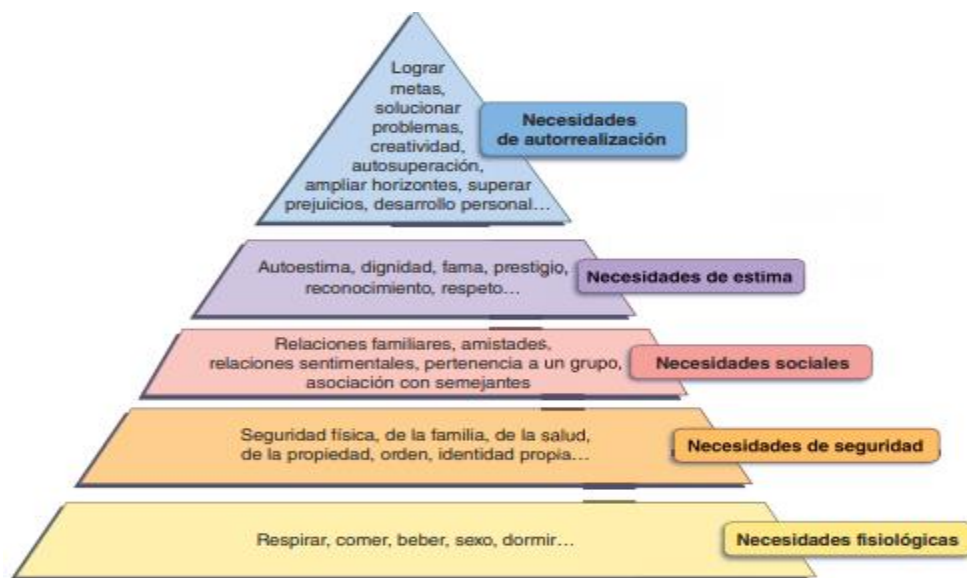 Lograr
metas,
solucionar
problemas,
creatividad,
autosuperación,
ampliar horizontes, superar
prejuicios, desarrollo personal...
Necesidades
de autorrealización
Autoestima, dignidad, fama, prestigio,
reconocimiento, respeto...
Necesidades de estima
Relaciones familiares, amistades,
relaciones sentimentales, pertenencia a un grupo,
asociación con semejantes
Necesidades sociales
Seguridad física, de la familia, de la salud,
de la propiedad, orden, identidad propia...
Necesidades de seguridad
Respirar, comer, beber, sexo, dormir...
Necesidades fisiológicas